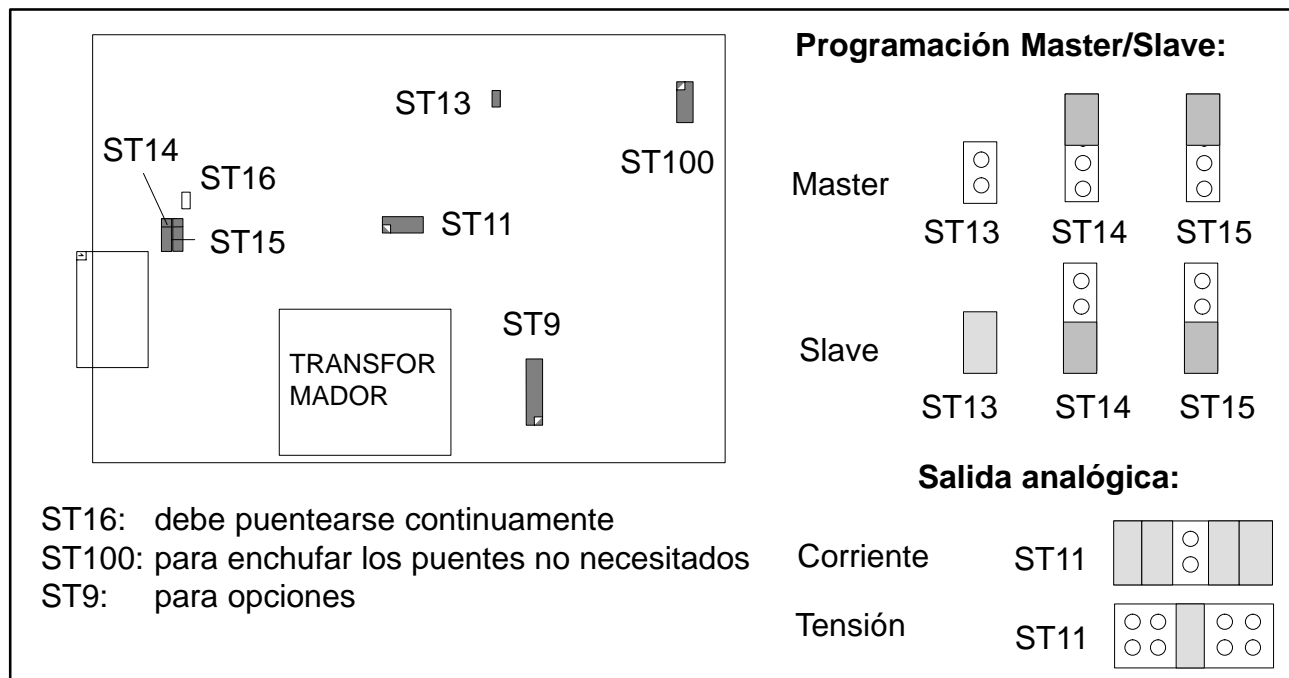 ST13
ST100
ST14
ST16
ST11
ST15
ST9
TRANSFOR
MADOR
ST16: debe puentearse continuamente
ST100: para enchufar los puentes no necesitados
ST9: para opciones
Programación Master/Slave:
Master
ST13 ST14 ST15
Slave
ST13 ST14 ST15
Salida analógica:
Corriente ST11
Tensión ST11